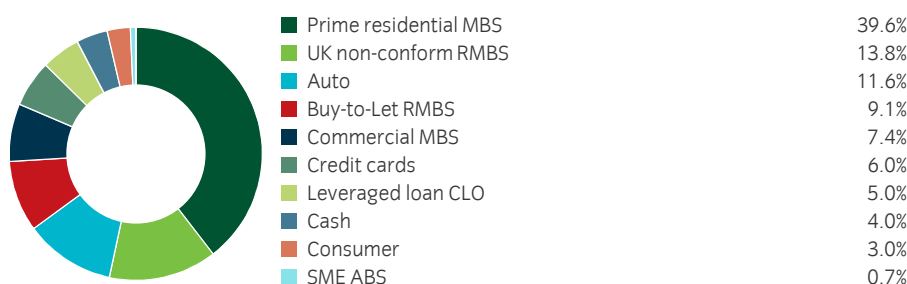 Prime residential MBS 39.6%
UK non-conform RMBS 13.8%
Auto 11.6%
Buy-to-Let RMBS 9.1%
Commercial MBS 7.4%
Credit cards 6.0%
Leveraged loan CLO 5.0%
Cash 4.0%
Consumer 3.0%
SME ABS 0.7%